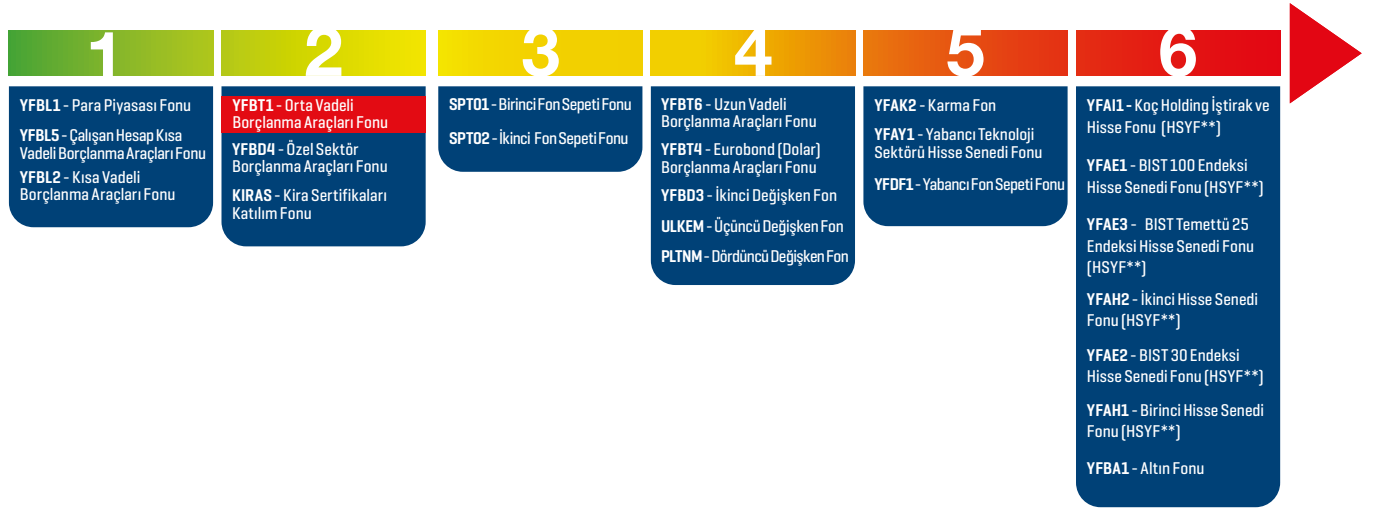 1
YFBL1 - Para Piyasası Fonu
YFBL5 - Çalışan Hesap Kısa
Vadeli Borçlanma Araçları Fonu
YFBL2 - Kısa Vadeli
Borçlanma Araçları Fonu
2
YFBT1 - Orta Vadeli
Borçlanma Araçları Fonu
YFBD4 - Özel Sektör
Borçlanma Araçları Fonu
KIRAS - Kira Sertifikaları
Katılım Fonu
3
SPT01 - Birinci Fon Sepeti Fonu
SPT02 - İkinci Fon Sepeti Fonu
4
YFBT6 - Uzun Vadeli
Borçlanma Araçları Fonu
YFBT4 - Eurobond (Dolar)
Borçlanma Araçları Fonu
YFBD3 - İkinci Değişken Fon
ULKEM - Üçüncü Değişken Fon
PLTNM - Dördüncü Değişken Fon
5
YFAK2 - Karma Fon
YFAY1 - Yabancı Teknoloji
Sektörü Hisse Senedi Fonu
YFDF1 - Yabancı Fon Sepeti Fonu
6
YFAI1 - Koç Holding İştirak ve
Hisse Fonu (HSYF**)
YFAE1 - BIST 100 Endeksi
Hisse Senedi Fonu (HSYF**)
YFAE3 - BIST Temettü 25
Endeksi Hisse Senedi Fonu
(HSYF**)
YFAH2 - İkinci Hisse Senedi
Fonu (HSYF**)
YFAE2 - BIST 30 Endeksi
Hisse Senedi Fonu (HSYF**)
YFAH1 - Birinci Hisse Senedi
Fonu (HSYF**)
YFBA1 - Altın Fonu